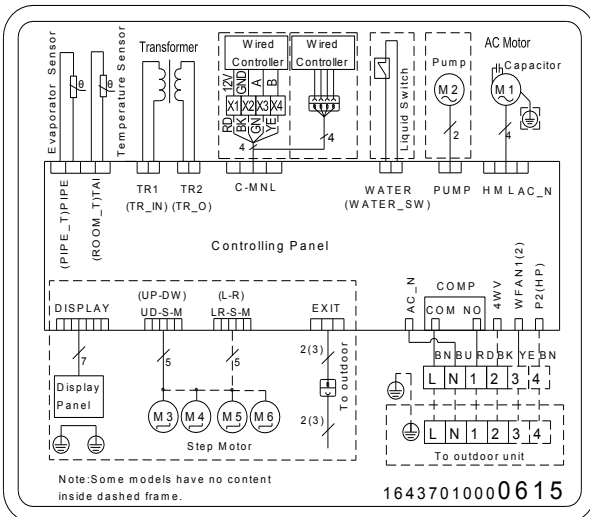 Evaporator Sensor
Temperature Sensor
Transformer
Wired
Controller
Wired
Controller
Liquid Switch
Pump
AC Motor
Capacitor
θ
θ
12V
GND
A
B
X1
X2
X3
X4
RD
BK
GN
YE
4
4
M2
2
M1
4
(PIPE_T)PIPE
(ROOM_T)TAI
TR1
(TR_IN)
TR2
(TR_O)
C-MNL
WATER
(WATER_SW)
PUMP
H M L AC_N
Controlling Panel
DISPLAY
(UP-DW)
UD-S-M
(L-R)
LR-S-M
EXIT
AC_N
COMP
COM NO
4WV
WFAN1(2)
P2(HP)
7
5
5
2(3)
2(3)
To outdoor
BN BU RD BK YE BN
L N 1 2 3 4
Display
Panel
M3
M4
M5
M6
Step Motor
L N 1 2 3 4
To outdoor unit
Note:Some models have no content
inside dashed frame.
16437010000615